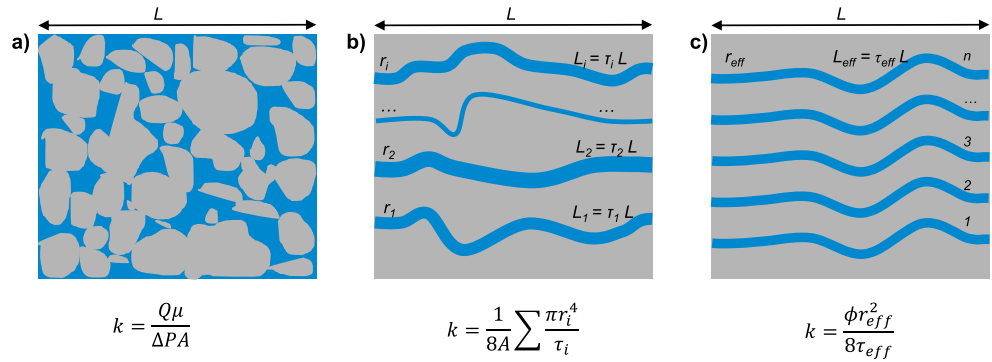 L
a)
k = Qμ / ΔPA
L
b)
r_i
L_i = τ_i L
... ...
r_2
L_2 = τ_2 L
r_1
L_1 = τ_1 L
k = 1/8A ∑ πr_i^4 / τ_i
L
c)
r_eff
L_eff = τ_eff L
n
...
3
2
1
k = ϕr_eff^2 / 8τ_eff